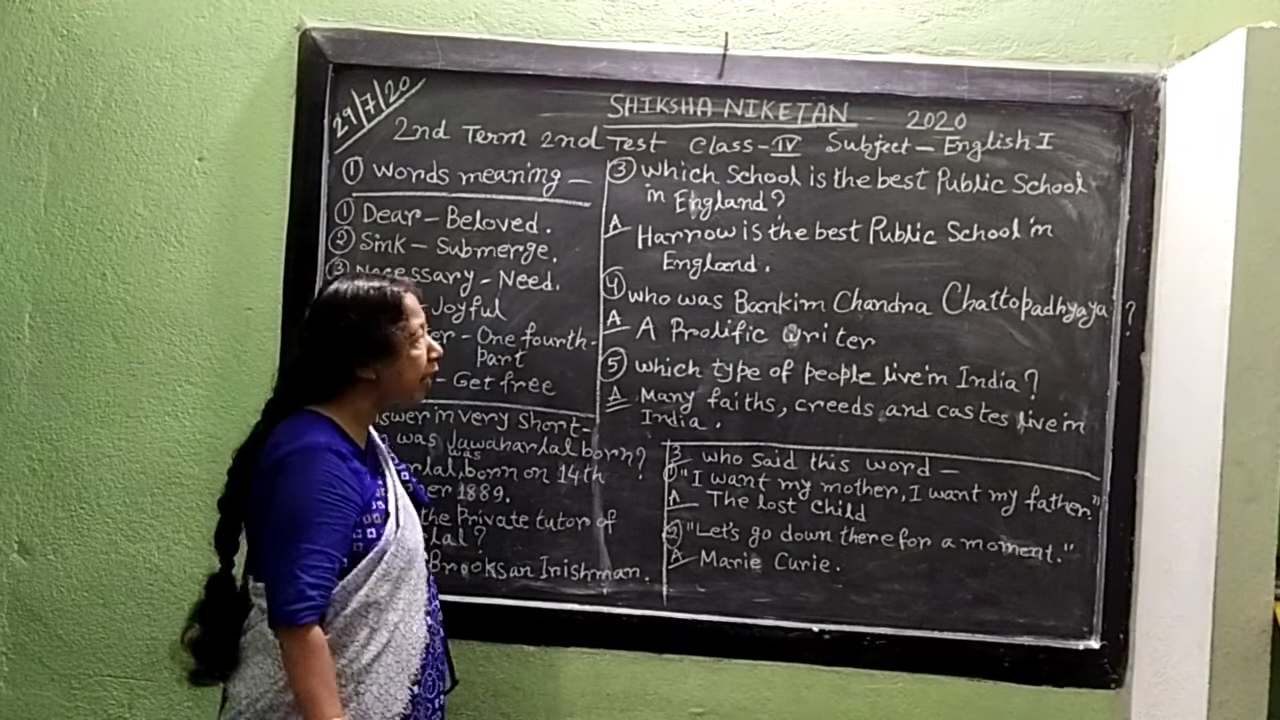 29/7/20
SHIKSHA NIKETAN 2020
2nd Term 2nd Test Class-IV Subject - English I
① Words meaning -
① Dear - Beloved.
② Sink - Submerge.
③ Necessary - Need.
- Joyful
- One fourth-
Part
- Get free
in very short-
was Jawaharlal born?
was
born on 14th
1889.
the Private tutor of
?
Brooks an Irishman.
③ Which School is the best Public School
in England?
A Harrow is the best Public School in
England.
④ who was Bankim Chandra Chattopadhyaya ?
A A Prolific writer
⑤ which type of people live in India?
A Many faiths, creeds and castes live in
India.
3 who Said this word -
① "I want my mother, I want my father."
A The lost child
② "Let's go down there for a moment."
A Marie Curie.